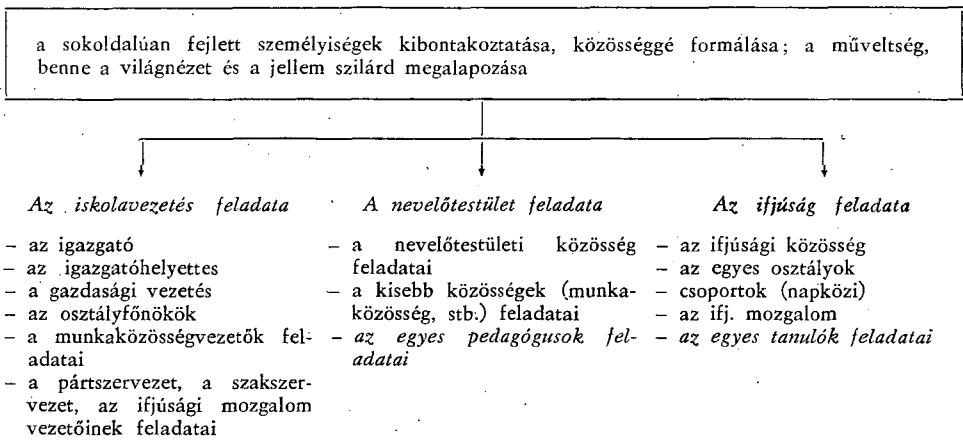 a sokoldalúan fejlett személyiségek kibontakoztatása, közösséggé formálása; a műveltség,
benne a világnézet és a jellem szilárd megalapozása
Az iskolavezetés feladata
– az igazgató
– az igazgatóhelyettes
– a gazdasági vezetés
– az osztályfőnökök
– a munkaközösségvezetők fel-
adatai
– a pártszervezet, a szakszer-
vezet, az ifjúsági mozgalom
vezetőinek feladatai
A nevelőtestület feladata
– a nevelőtestületi közösség
feladatai
– a kisebb közösségek (munka-
közösség, stb.) feladatai
– az egyes pedagógusok fel-
adatai
Az ifjúság feladata
– az ifjúsági közösség
– az egyes osztályok
– csoportok (napközi)
– az ifj. mozgalom
– az egyes tanulók feladatai